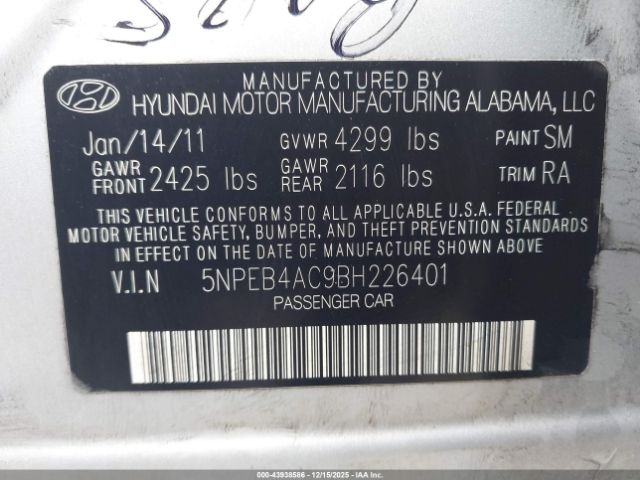 MANUFACTURED BY
HYUNDAI MOTOR MANUFACTURING ALABAMA, LLC
Jan/14/11 GVWR 4299 lbs PAINT SM
GAWR FRONT 2425 lbs GAWR REAR 2116 lbs TRIM RA
THIS VEHICLE CONFORMS TO ALL APPLICABLE U.S.A. FEDERAL
MOTOR VEHICLE SAFETY, BUMPER, AND THEFT PREVENTION STANDARDS
IN EFFECT ON THE DATE OF MANUFACTURE SHOWN ABOVE.
V.I.N 5NPEB4AC9BH226401
PASSENGER CAR
000-43938586 - 12/15/2025 - IAAI.CA